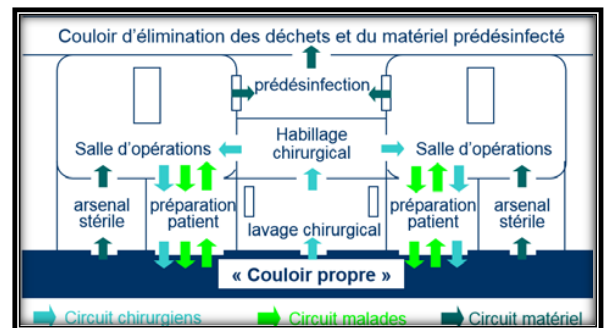 Couloir d'élimination des déchets et du matériel prédésinfecté
prédésinfection
Salle d'opérations
Habillage
chirurgical
Salle d'opérations
arsenal
stérile
préparation
patient
lavage chirurgical
préparation
patient
arsenal
stérile
« Couloir propre »
Circuit chirurgiens
Circuit malades
Circuit matériel